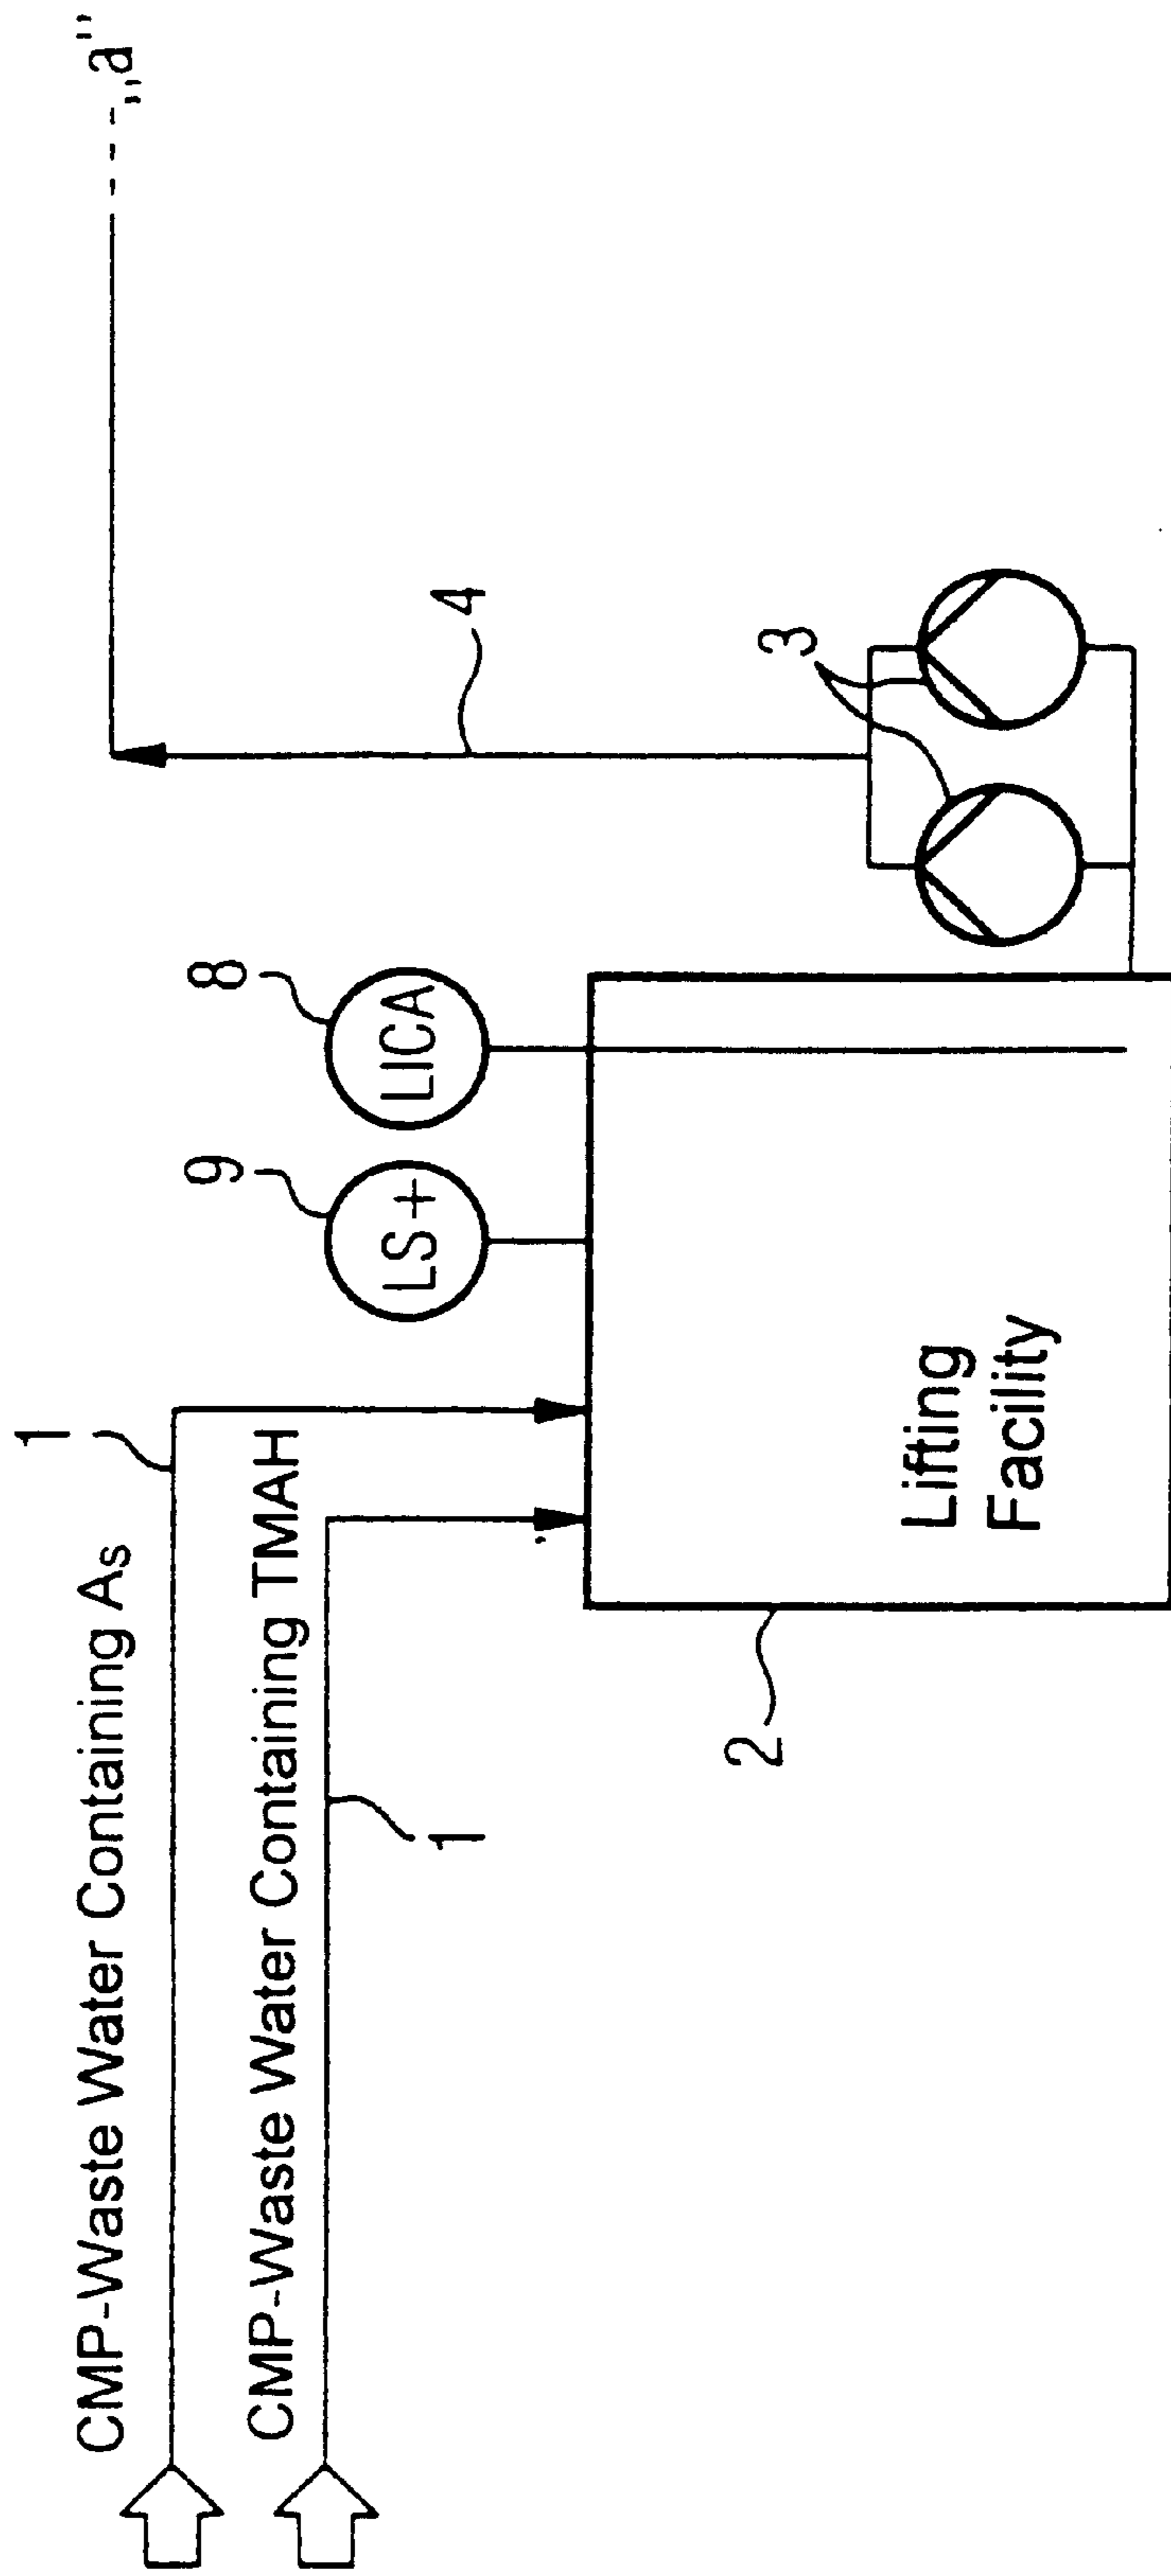 CMP-Waste Water Containing As
1
CMP-Waste Water Containing TMAH
1
9
LS+
8
LICA
4
„a"
3
2
Lifting
Facility